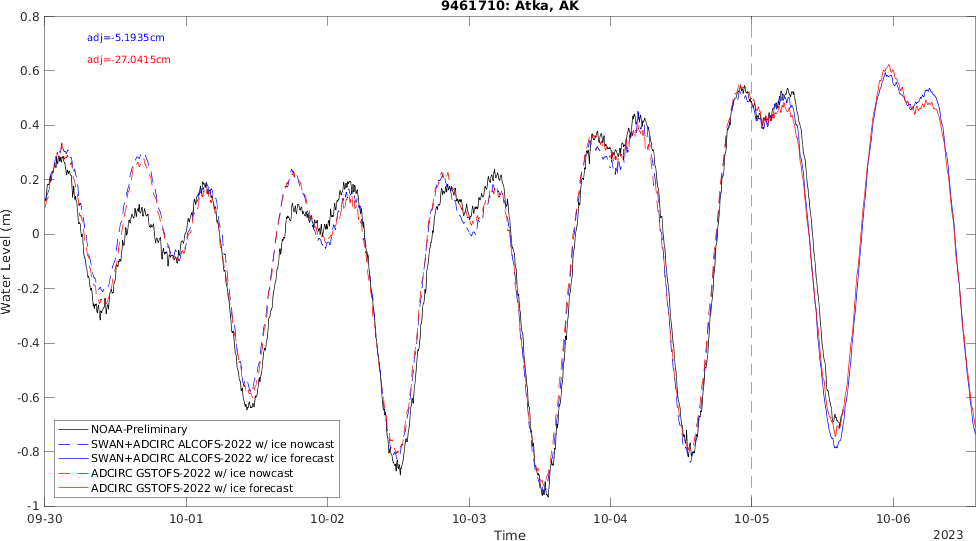 9461710: Atka, AK
adj=-5.1935cm
adj=-27.0415cm
0.8
0.6
0.4
0.2
0
-0.2
-0.4
-0.6
-0.8
-1
Water Level (m)
NOAA-Preliminary
SWAN+ADCIRC ALCOFS-2022 w/ ice nowcast
SWAN+ADCIRC ALCOFS-2022 w/ ice forecast
ADCIRC GSTOFS-2022 w/ ice nowcast
ADCIRC GSTOFS-2022 w/ ice forecast
09-30 10-01 10-02 10-03 10-04 10-05 10-06
Time
2023